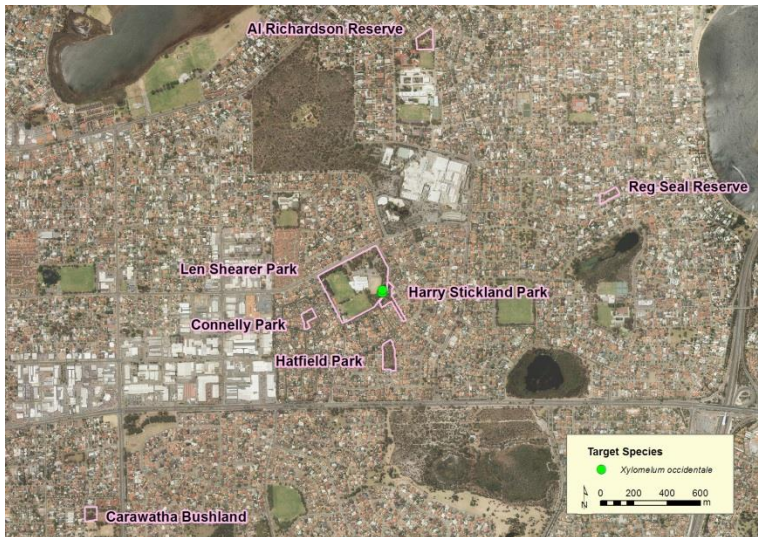 Al Richardson Reserve
Reg Seal Reserve
Len Shearer Park
Harry Stickland Park
Connelly Park
Hatfield Park
Target Species
Xylomelum occidentale
N
0 200 400 600
m
Carawatha Bushland